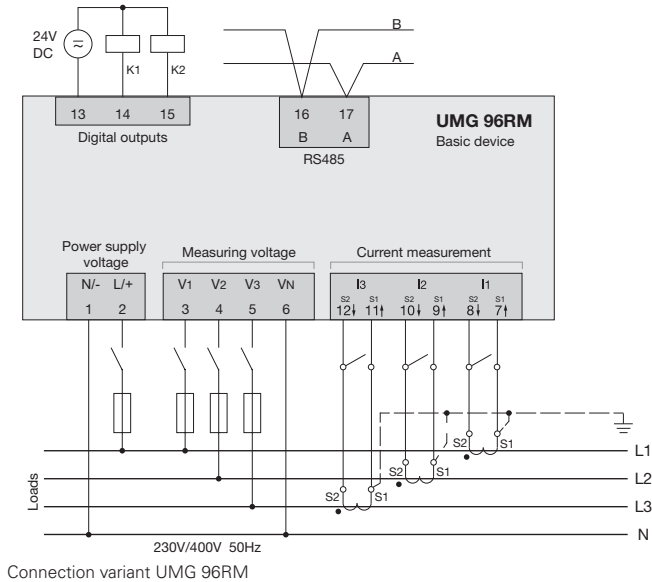 24V
DC
K1
K2
B
A
13 14 15
Digital outputs
16 17
B A
RS485
UMG 96RM
Basic device
Power supply
voltage
Measuring voltage
Current measurement
N/- L/+
V1 V2 V3 VN
I3 I2 I1
S2 S1 S2 S1 S2 S1
1 2 3 4 5 6 12 11 10 9 8 7
S2 S1
L1
S2 S1
L2
S2 S1
L3
N
Loads
230V/400V 50Hz
Connection variant UMG 96RM